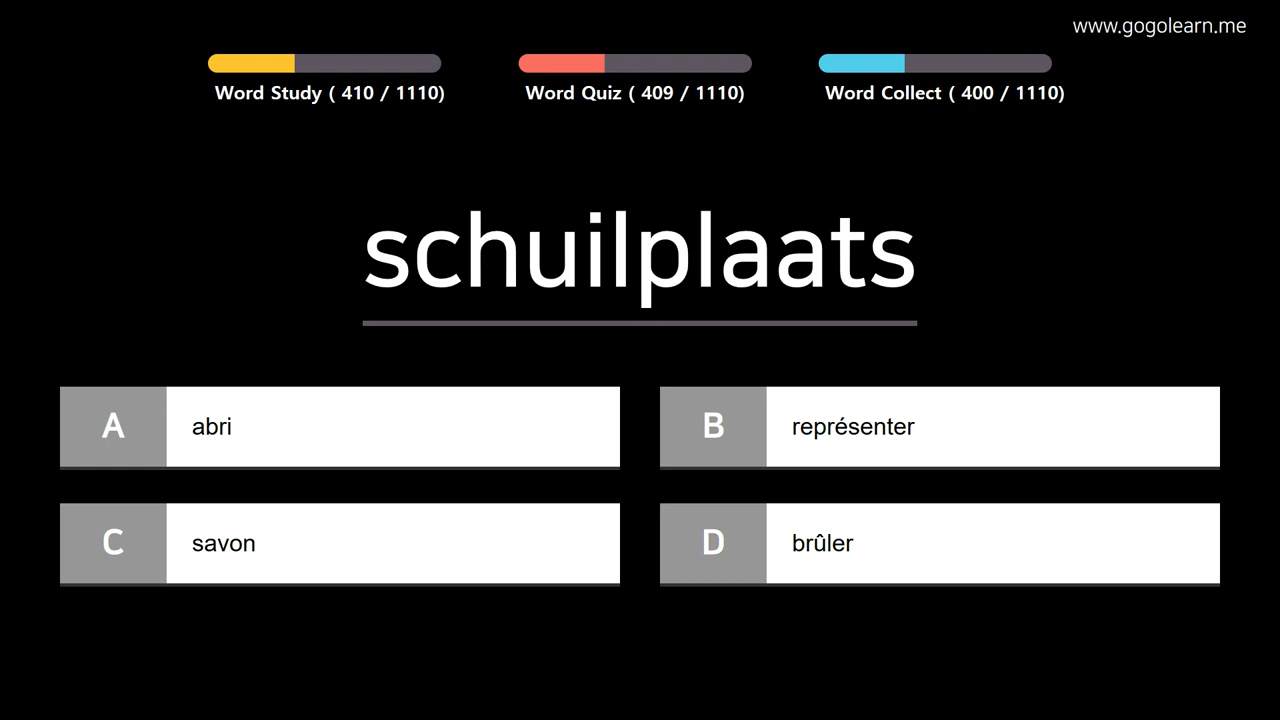 www.gogolearn.me
Word Study ( 410 / 1110)
Word Quiz ( 409 / 1110)
Word Collect ( 400 / 1110)
schuilplaats
A abri
B représenter
C savon
D brûler